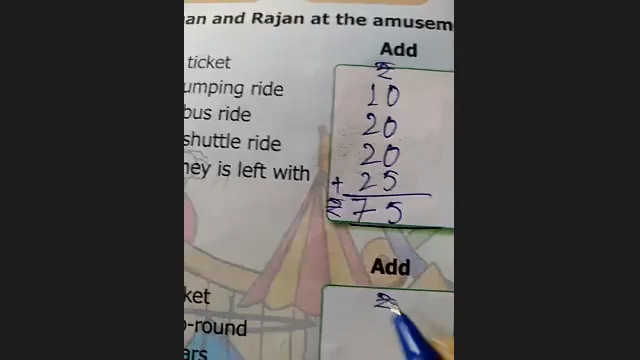 nan and Rajan at the amusem
Add
ticket
umping ride
bus ride
shuttle ride
ney is left with
₹
10
20
20
+ 25
₹ 75
Add
ket
o-round
ars
₹